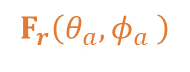 𝐅𝒓(𝜃𝑎, 𝜙𝑎 )